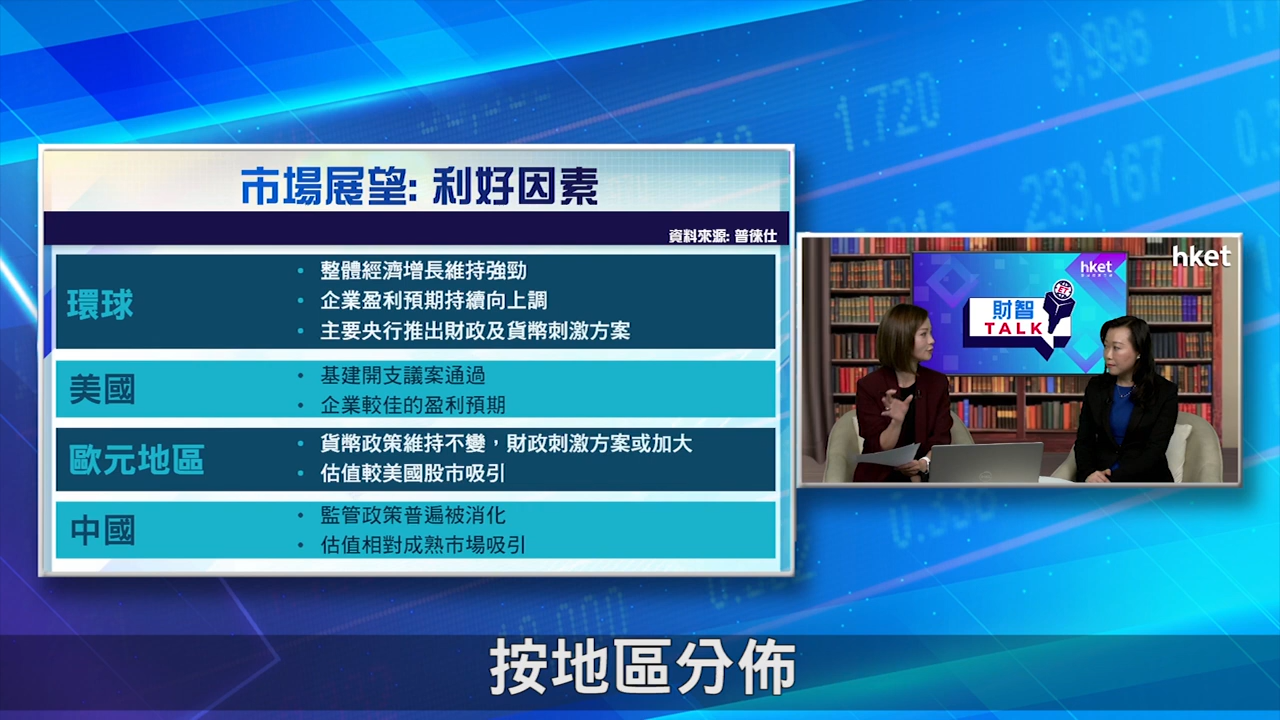 市場展望: 利好因素
資料來源: 普徠仕
環球
• 整體經濟增長維持強勁
• 企業盈利預期持續向上調
• 主要央行推出財政及貨幣刺激方案
美國
• 基建開支議案通過
• 企業較佳的盈利預期
歐元地區
• 貨幣政策維持不變，財政刺激方案或加大
• 估值較美國股市吸引
中國
• 監管政策普遍被消化
• 估值相對成熟市場吸引
hket
hket
財智
TALK
9,996
1.720
233,167
按地區分佈